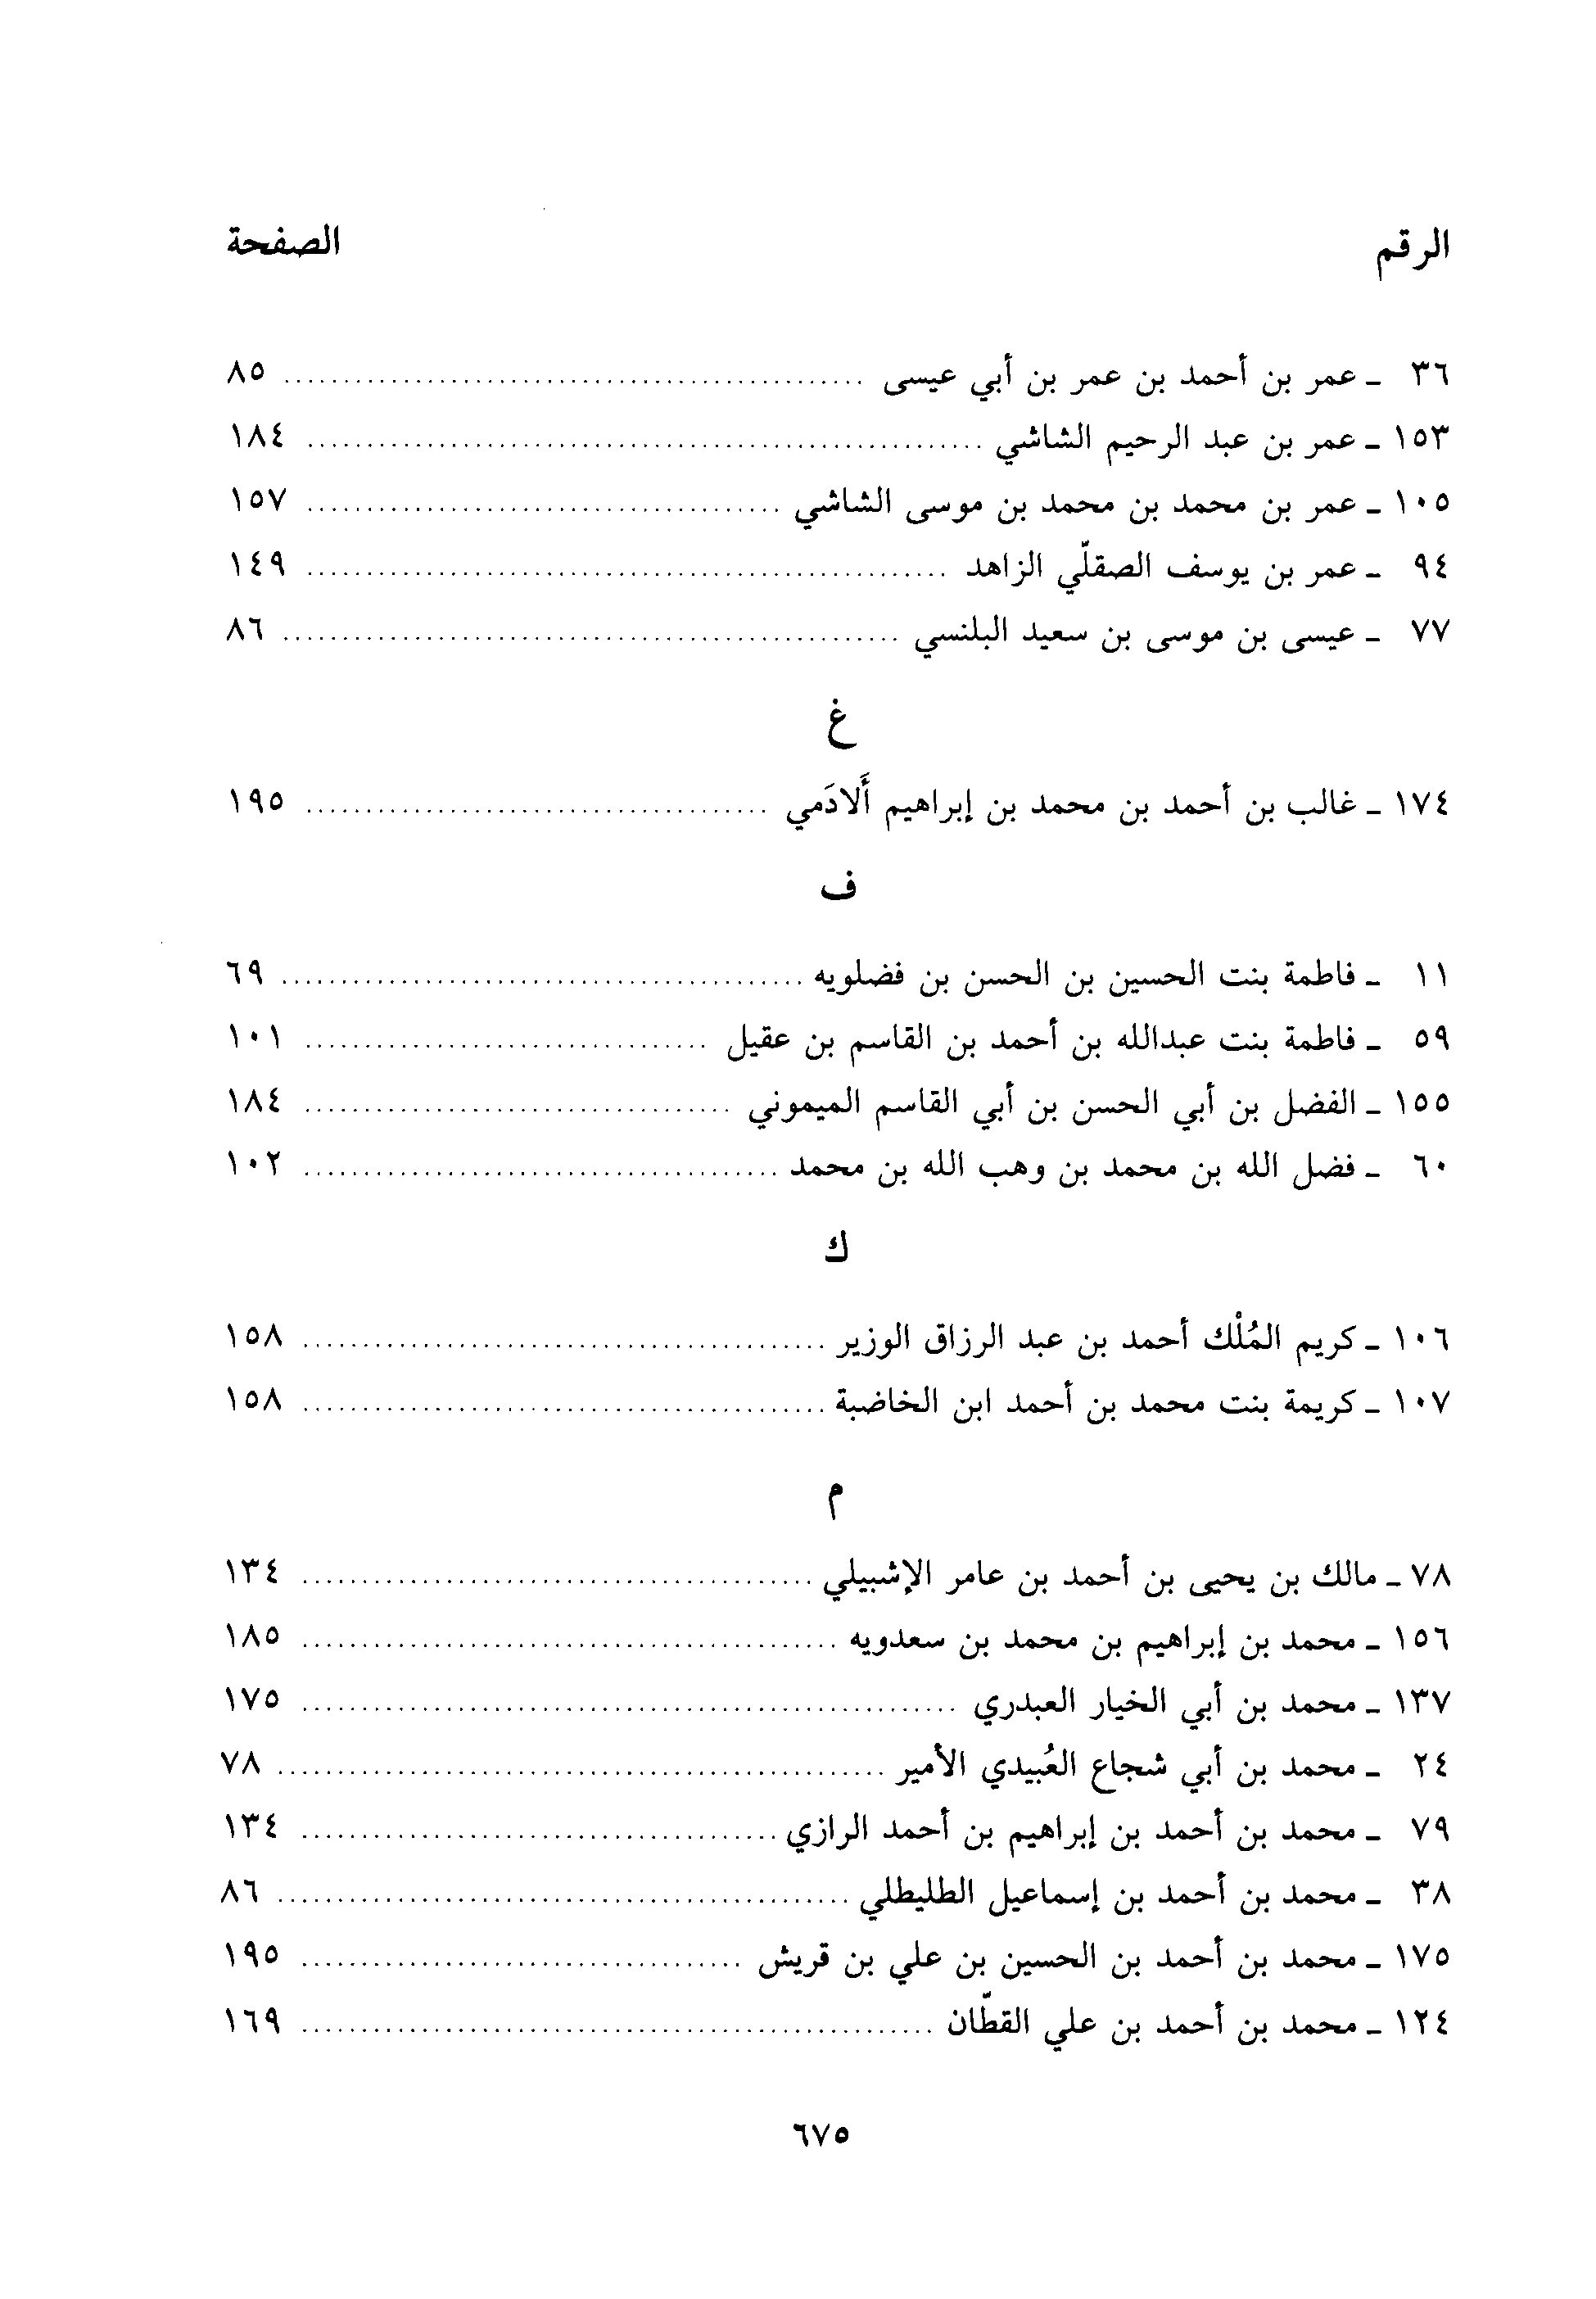 الرقم الصفحة
٣٦ ـ عمر بن أحمد بن عمر بن أبي عيسى ........................ ٨٥
١٥٣ ـ عمر بن عبد الرحيم الشاشي ........................ ١٨٤
١٠٥ ـ عمر بن محمد بن محمد بن موسى الشاشي ........................ ١٥٧
٩٤ ـ عمر بن يوسف الصقلّي الزاهد ........................ ١٤٩
٧٧ ـ عيسى بن موسى بن سعيد البلنسي ........................ ٨٦
غ
١٧٤ ـ غالب بن أحمد بن محمد بن إبراهيم أَلادَمي ........................ ١٩٥
ف
١١ ـ فاطمة بنت الحسين بن الحسن بن فضلويه ........................ ٦٩
٥٩ ـ فاطمة بنت عبدالله بن أحمد بن القاسم بن عقيل ........................ ١٠١
١٥٥ ـ الفضل بن أبي الحسن بن أبي القاسم الميموني ........................ ١٨٤
٦٠ ـ فضل الله بن محمد بن وهب الله بن محمد ........................ ١٠٢
ك
١٠٦ ـ كريم المُلْك أحمد بن عبد الرزاق الوزير ........................ ١٥٨
١٠٧ ـ كريمة بنت محمد بن أحمد ابن الخاضبة ........................ ١٥٨
م
٧٨ ـ مالك بن يحيى بن أحمد بن عامر الإشبيلي ........................ ١٣٤
١٥٦ ـ محمد بن إبراهيم بن محمد بن سعدويه ........................ ١٨٥
١٣٧ ـ محمد بن أبي الخيار العبدري ........................ ١٧٥
٢٤ ـ محمد بن أبي شجاع العُبيدي الأمير ........................ ٧٨
٧٩ ـ محمد بن أحمد بن إبراهيم بن أحمد الرازي ........................ ١٣٤
٣٨ ـ محمد بن أحمد بن إسماعيل الطليطلي ........................ ٨٦
١٧٥ ـ محمد بن أحمد بن الحسين بن علي بن قريش ........................ ١٩٥
١٢٤ ـ محمد بن أحمد بن علي القطّان ........................ ١٦٩
٦٧٥